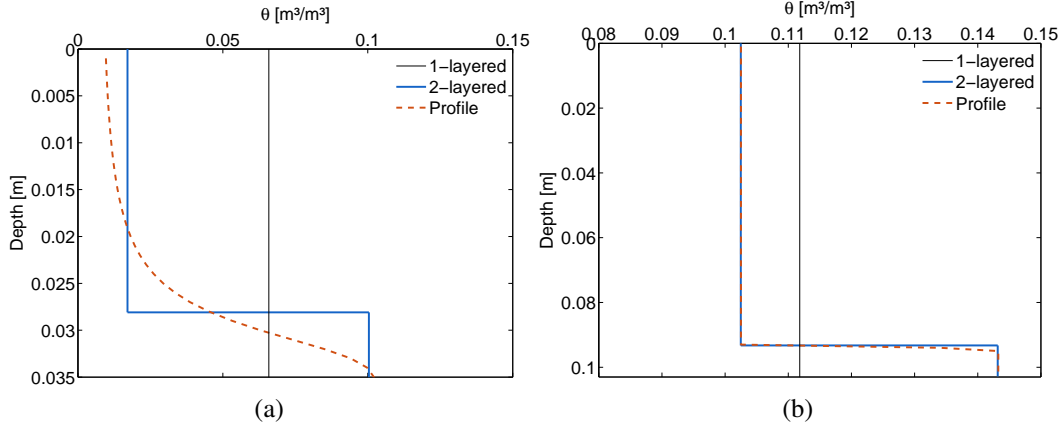 θ [m³/m³]
0 0.05 0.1 0.15
0
0.005
0.01
0.015
0.02
0.025
0.03
0.035
Depth [m]
1−layered
2−layered
Profile
(a)
θ [m³/m³]
0.08 0.09 0.1 0.11 0.12 0.13 0.14 0.15
0
0.02
0.04
0.06
0.08
0.1
Depth [m]
1−layered
2−layered
Profile
(b)